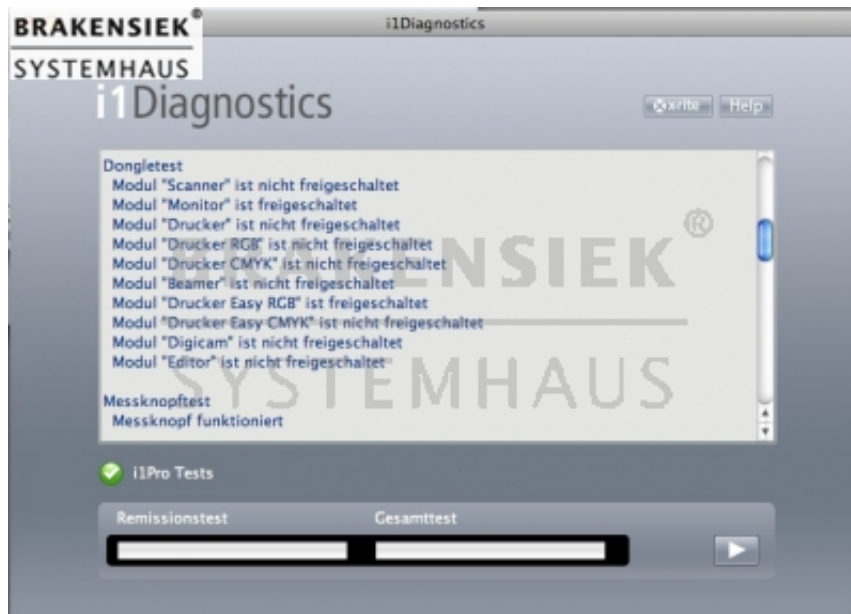 BRAKENSIEK®
SYSTEMHAUS
i1Diagnostics
i1Diagnostics
x·rite
Help
Dongletest
Modul "Scanner" ist nicht freigeschaltet
Modul "Monitor" ist freigeschaltet
Modul "Drucker" ist nicht freigeschaltet
Modul "Drucker RGB" ist nicht freigeschaltet
Modul "Drucker CMYK" ist nicht freigeschaltet
Modul "Beamer" ist nicht freigeschaltet
Modul "Drucker Easy RGB" ist freigeschaltet
Modul "Drucker Easy CMYK" ist nicht freigeschaltet
Modul "Digicam" ist nicht freigeschaltet
Modul "Editor" ist nicht freigeschaltet
Messknopftest
Messknopf funktioniert
BRAKENSIEK®
SYSTEMHAUS
i1Pro Tests
Remissionstest
Gesamttest